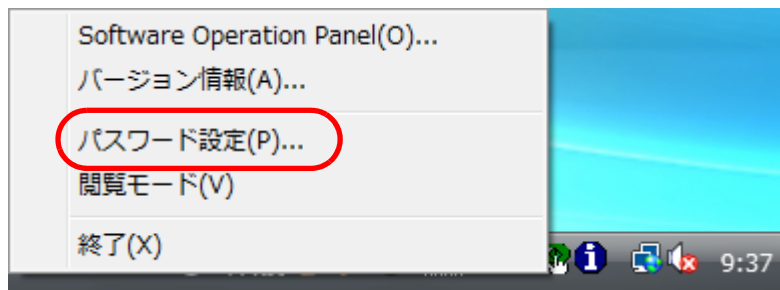 Software Operation Panel(O)...
バージョン情報(A)...
パスワード設定(P)...
閲覧モード(V)
終了(X)
9:37